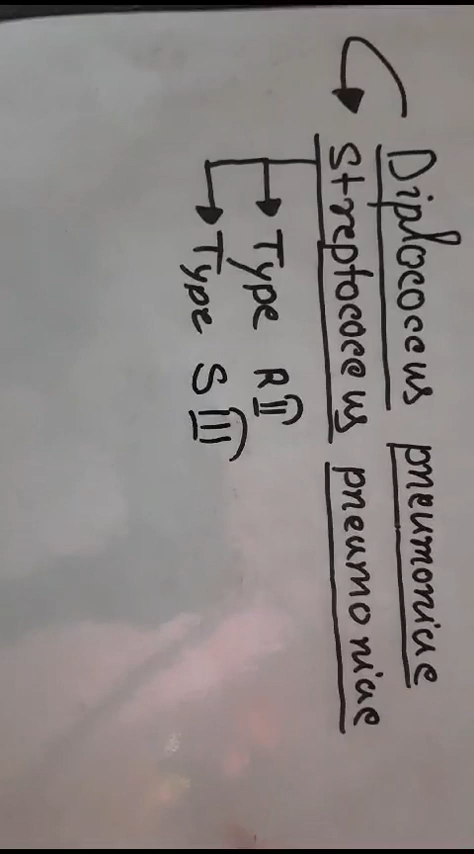 Diplococcus pneumoniae
Streptococcus pneumoniae
Type R II
Type S III